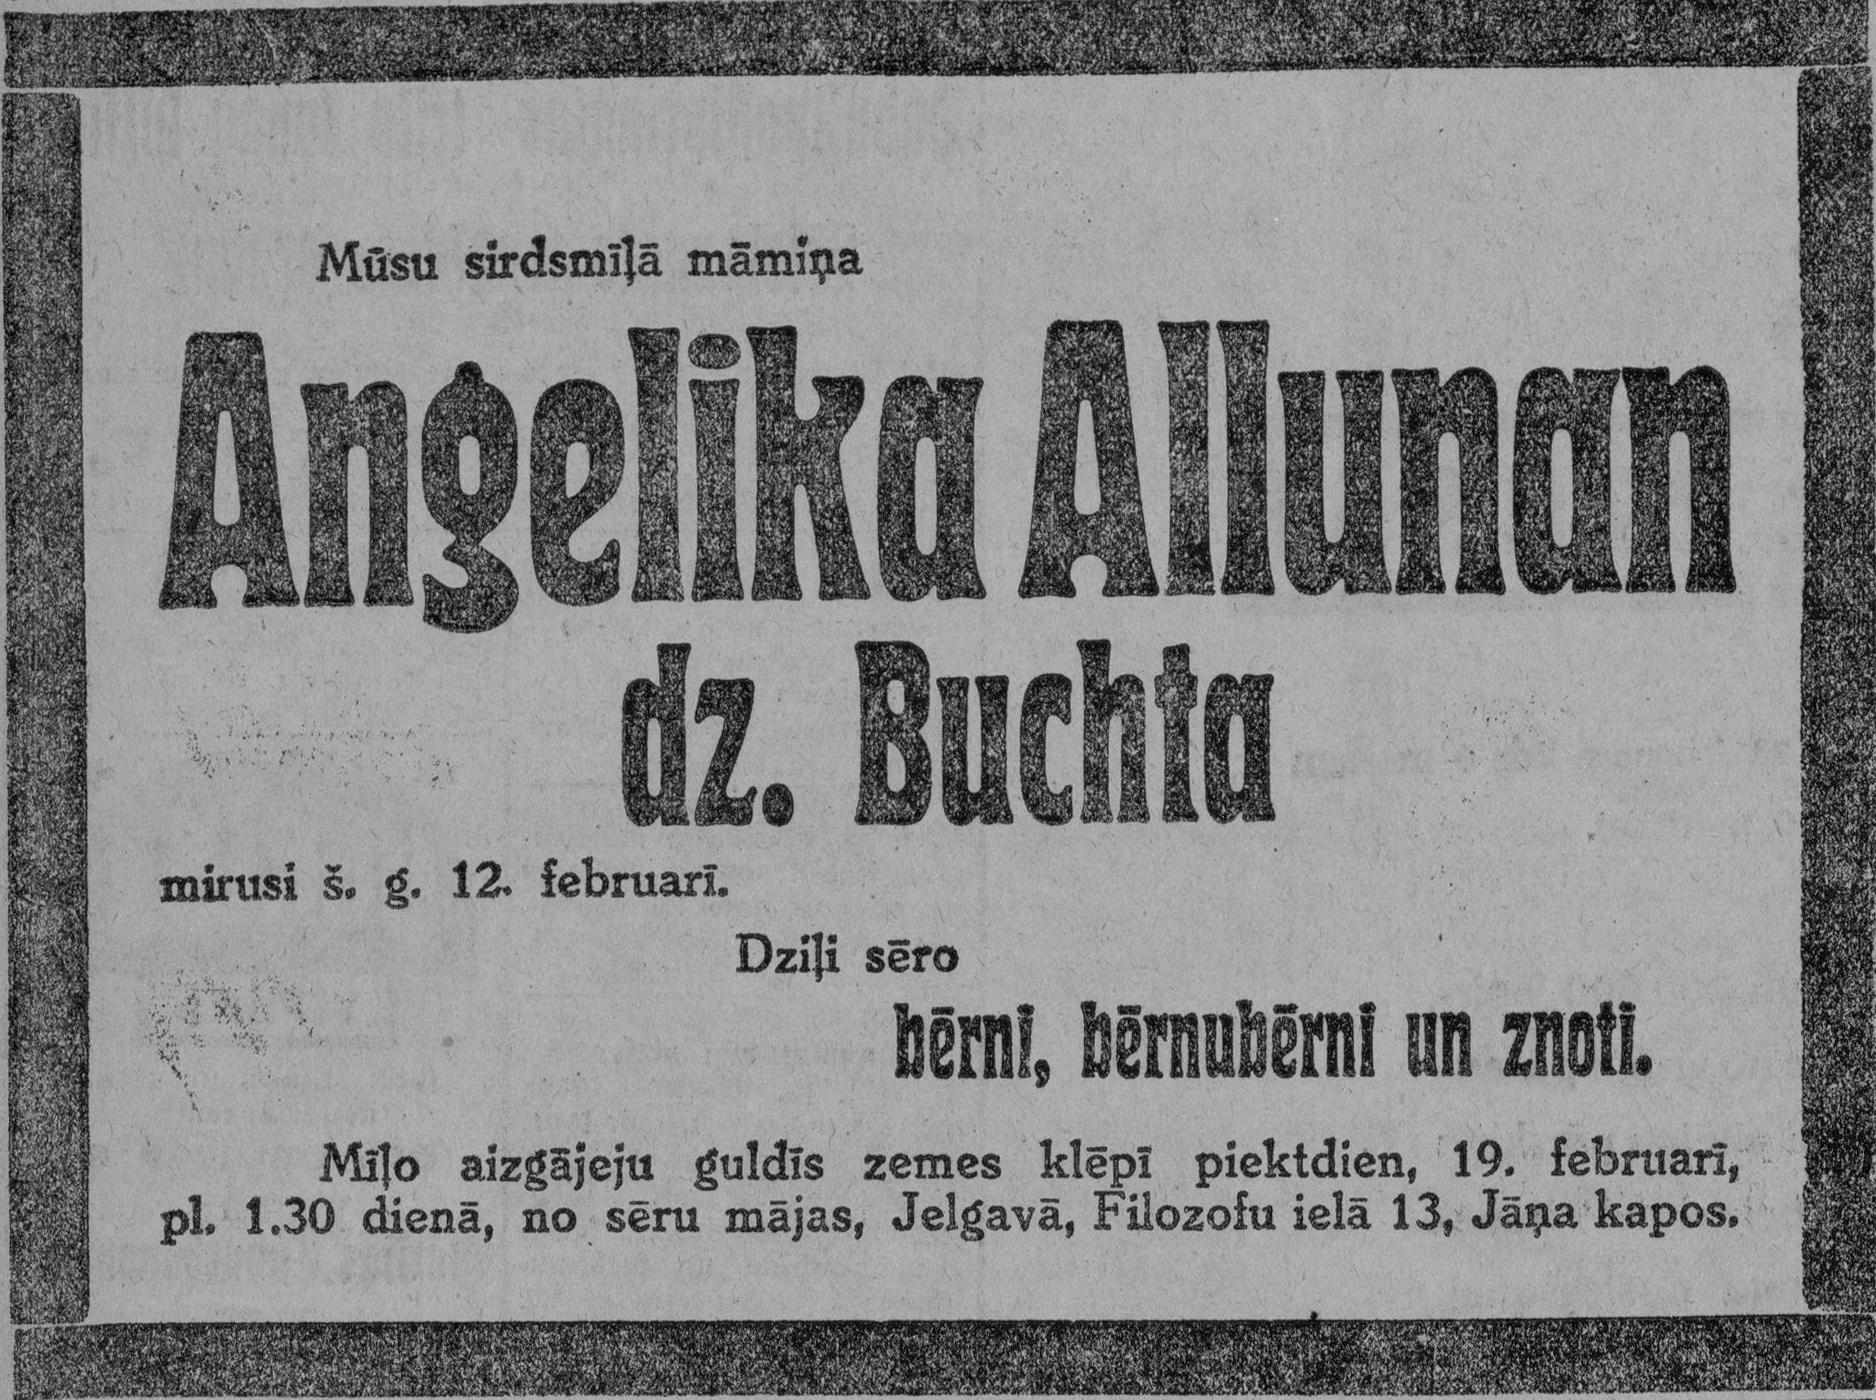 Mūsu sirdsmīļā māmiņa
Anģelika Allunan
dz. Buchta
mirusi š. g. 12. februarī.
Dziļi sēro
bērni, bērnubērni un znoti.
Mīļo aizgājeju guldīs zemes klēpī piektdien, 19. februarī,
pl. 1.30 dienā, no sēru mājas, Jelgavā, Filozofu ielā 13, Jāņa kapos.